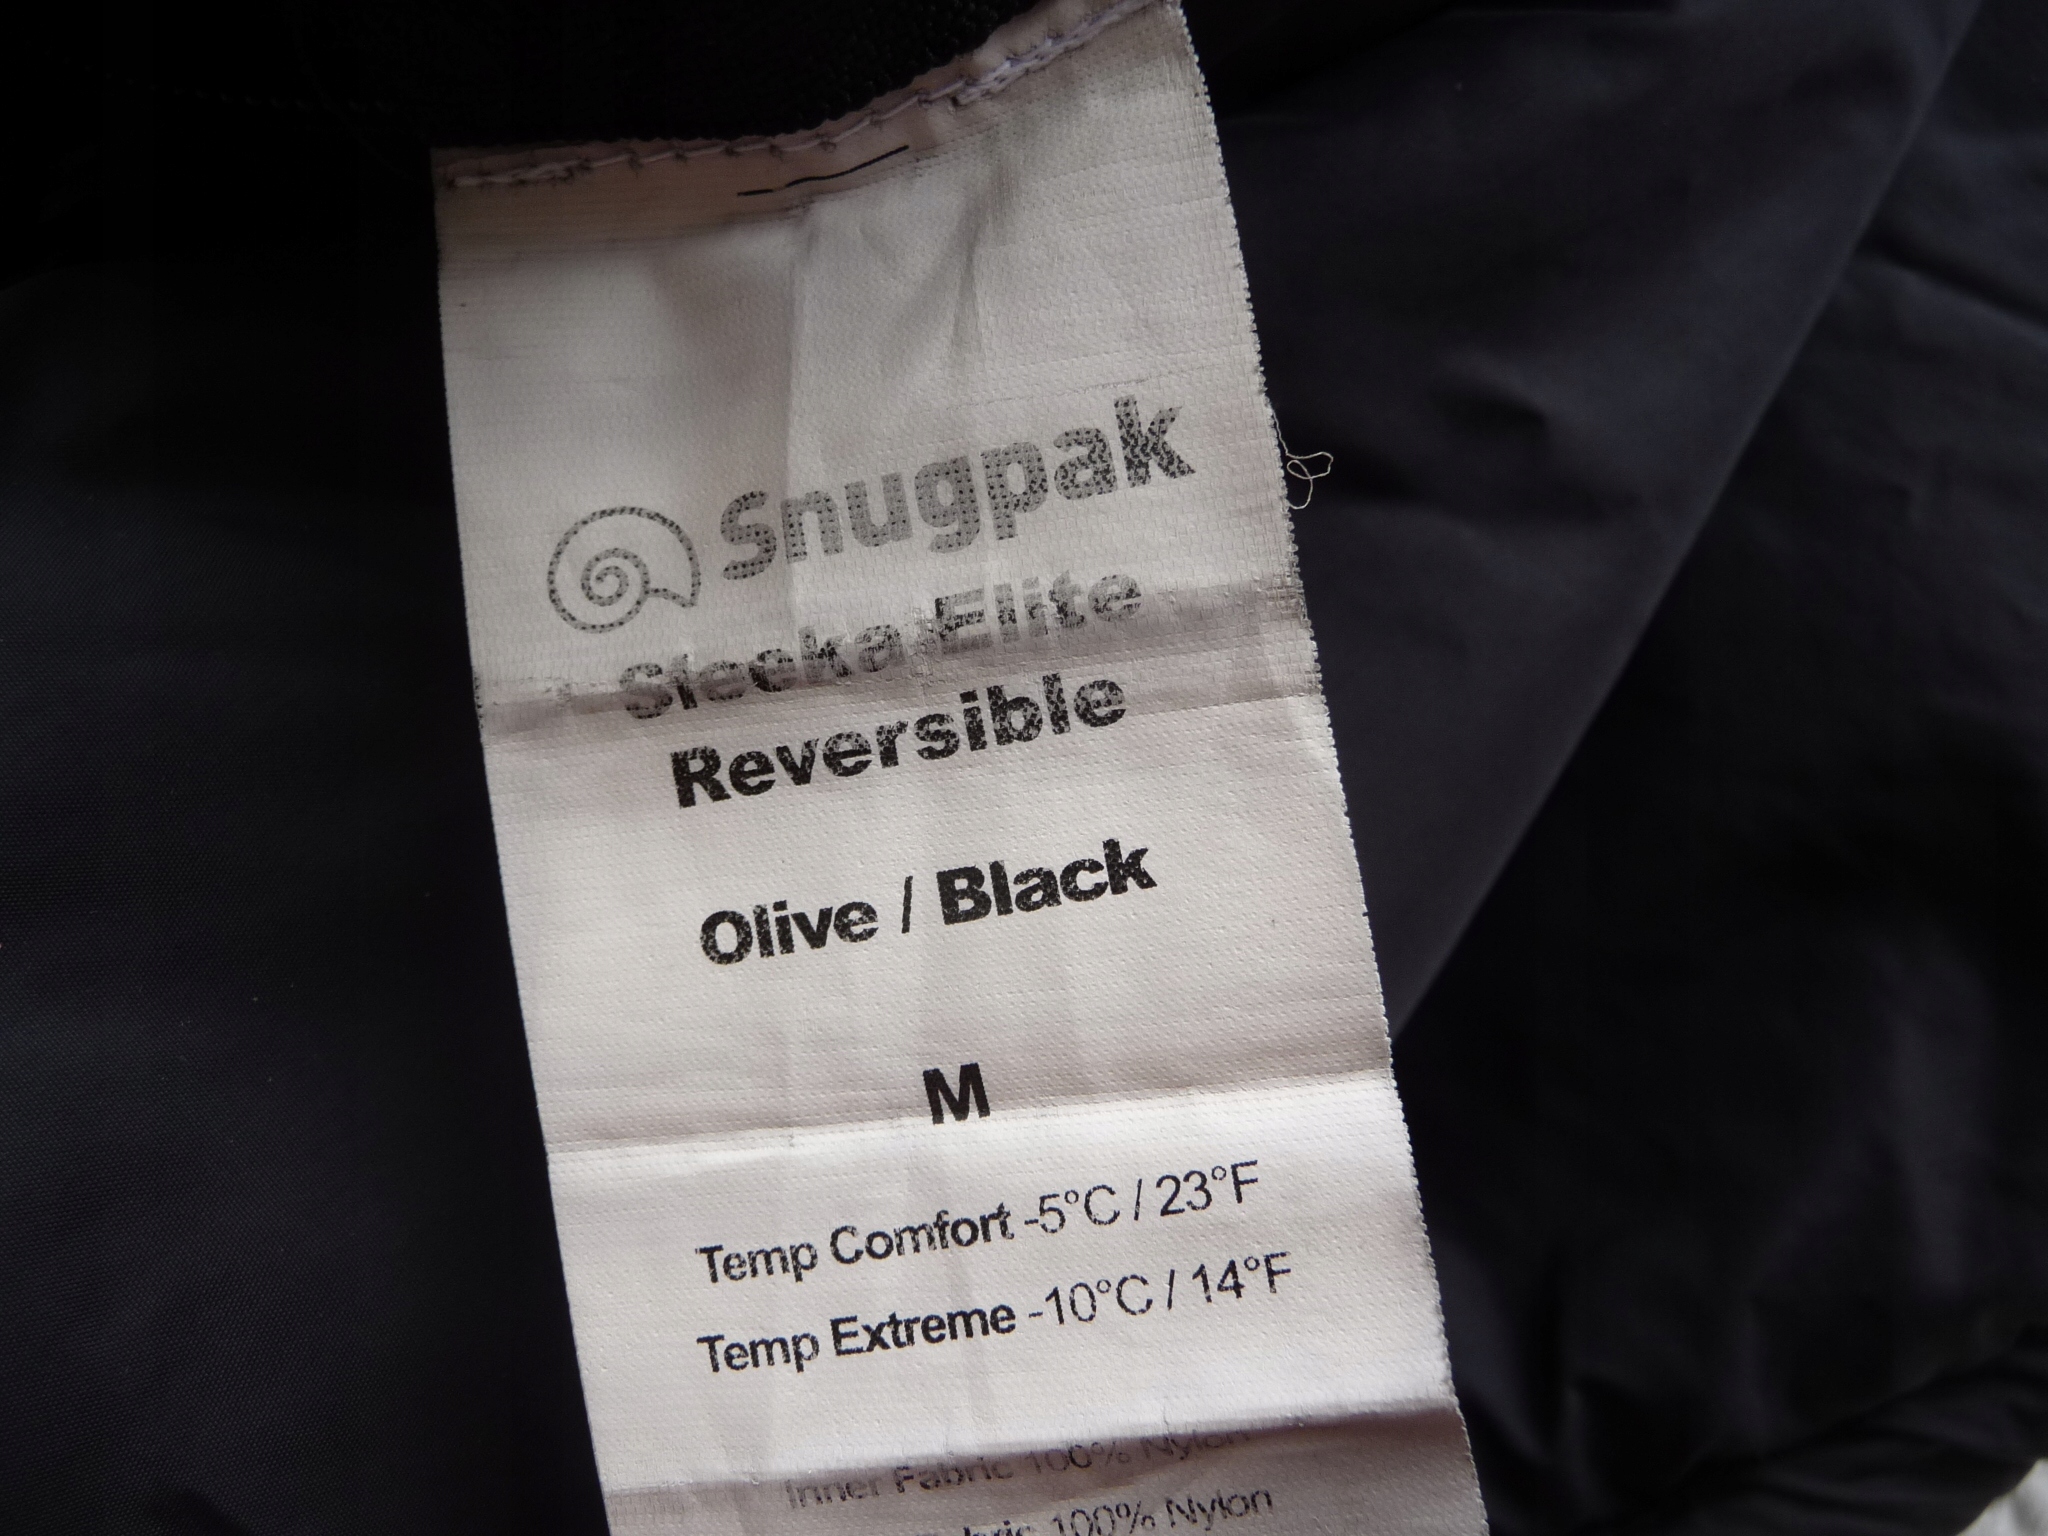 Snugpak
Sleeka Elite
Reversible
Olive / Black
M
Temp Comfort -5°C / 23°F
Temp Extreme -10°C / 14°F
Inner Fabric 100% Nylon
100% Nylon